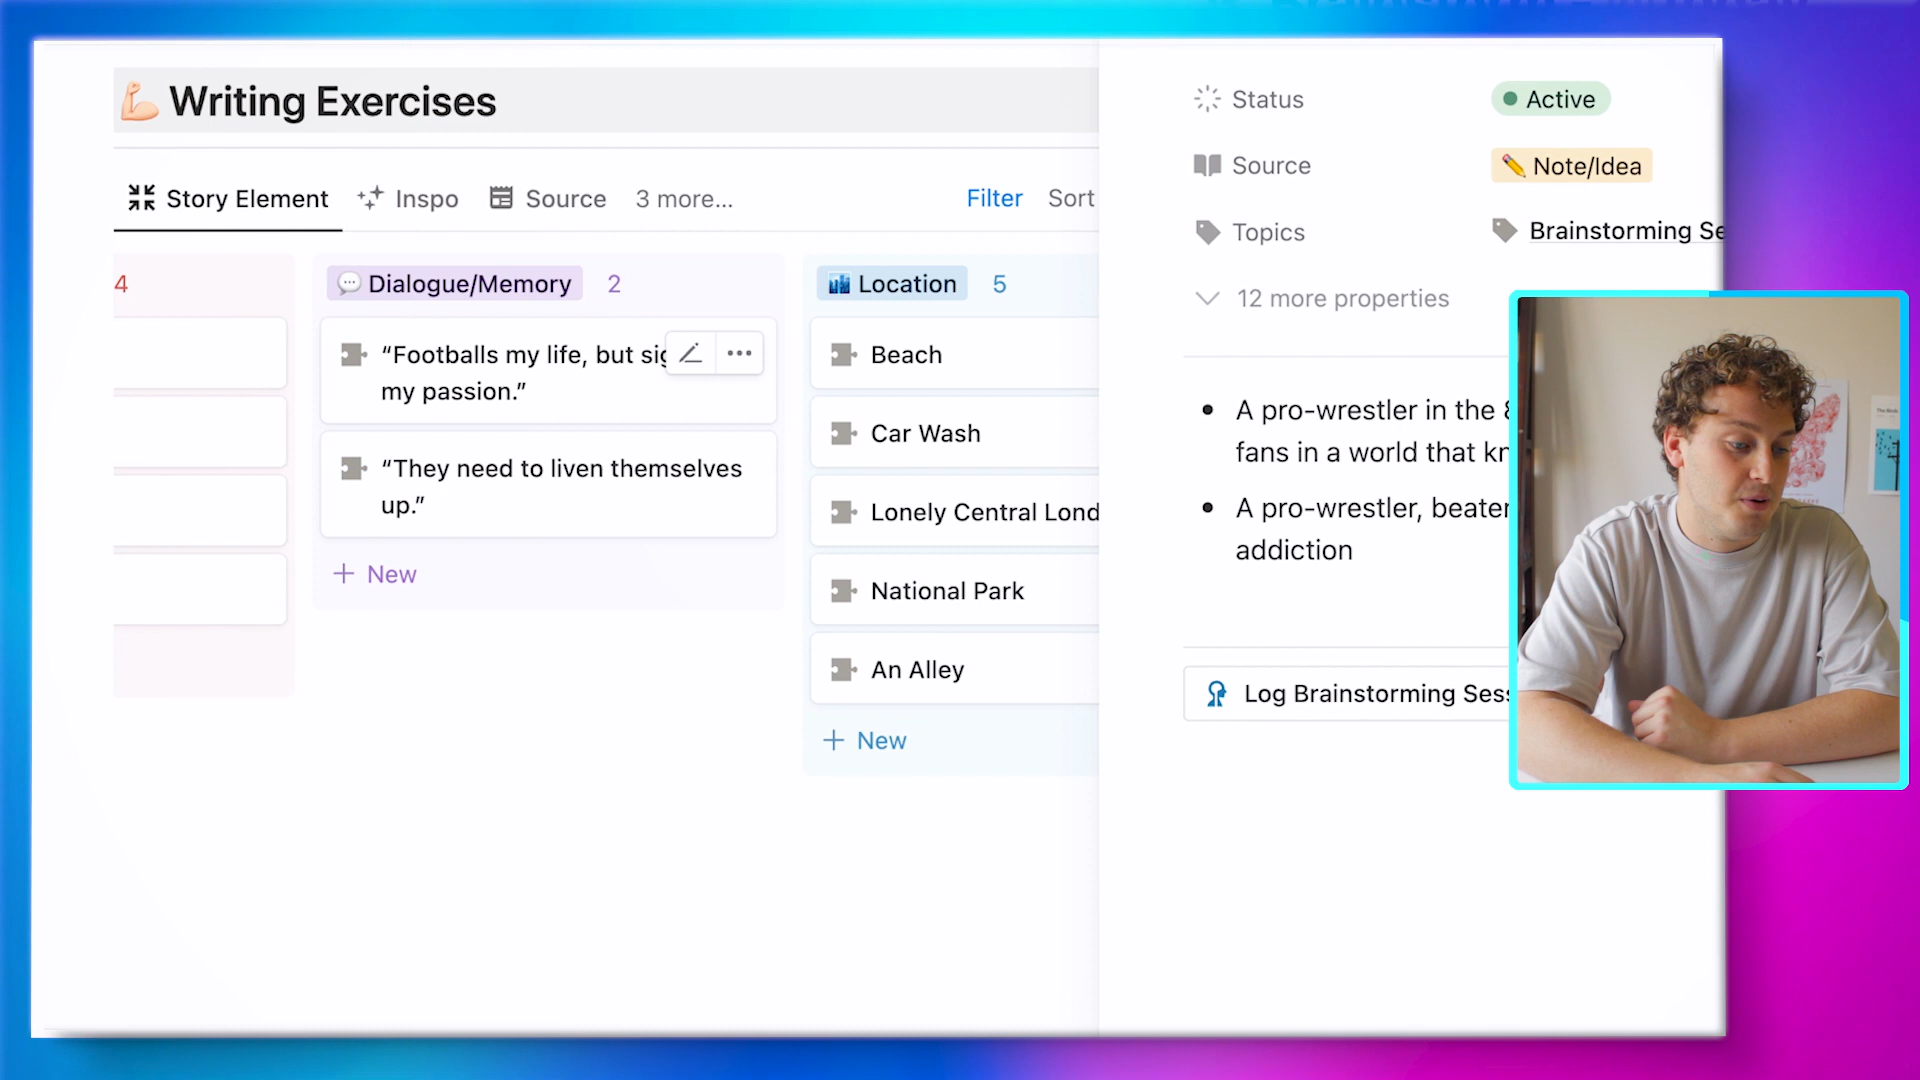 Writing Exercises
Story Element
Inspo
Source
3 more...
Filter
Sort
4
Dialogue/Memory 2
“Footballs my life, but
my passion.”
“They need to liven themselves
up.”
+ New
Location 5
Beach
Car Wash
Lonely Central
National Park
An Alley
+ New
Status
Active
Source
Note/Idea
Topics
Brainstorming
12 more properties
A pro-wrestler in the
fans in a world that
A pro-wrestler,
addiction
Log Brainstorming